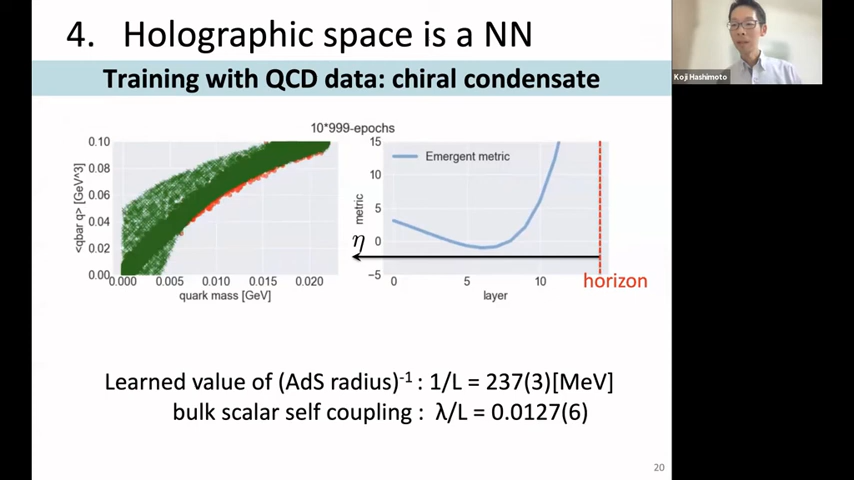 4. Holographic space is a NN
Koji Hashimoto
Training with QCD data: chiral condensate
10*999-epochs
0.10
0.08
0.06
0.04
0.02
0.00
<qbar q> [GeV^3]
0.000 0.005 0.010 0.015 0.020
quark mass [GeV]
15
10
5
0
−5
metric
Emergent metric
η
0 5 10
layer
horizon
Learned value of (AdS radius)⁻¹ : 1/L = 237(3)[MeV]
bulk scalar self coupling : λ/L = 0.0127(6)
20